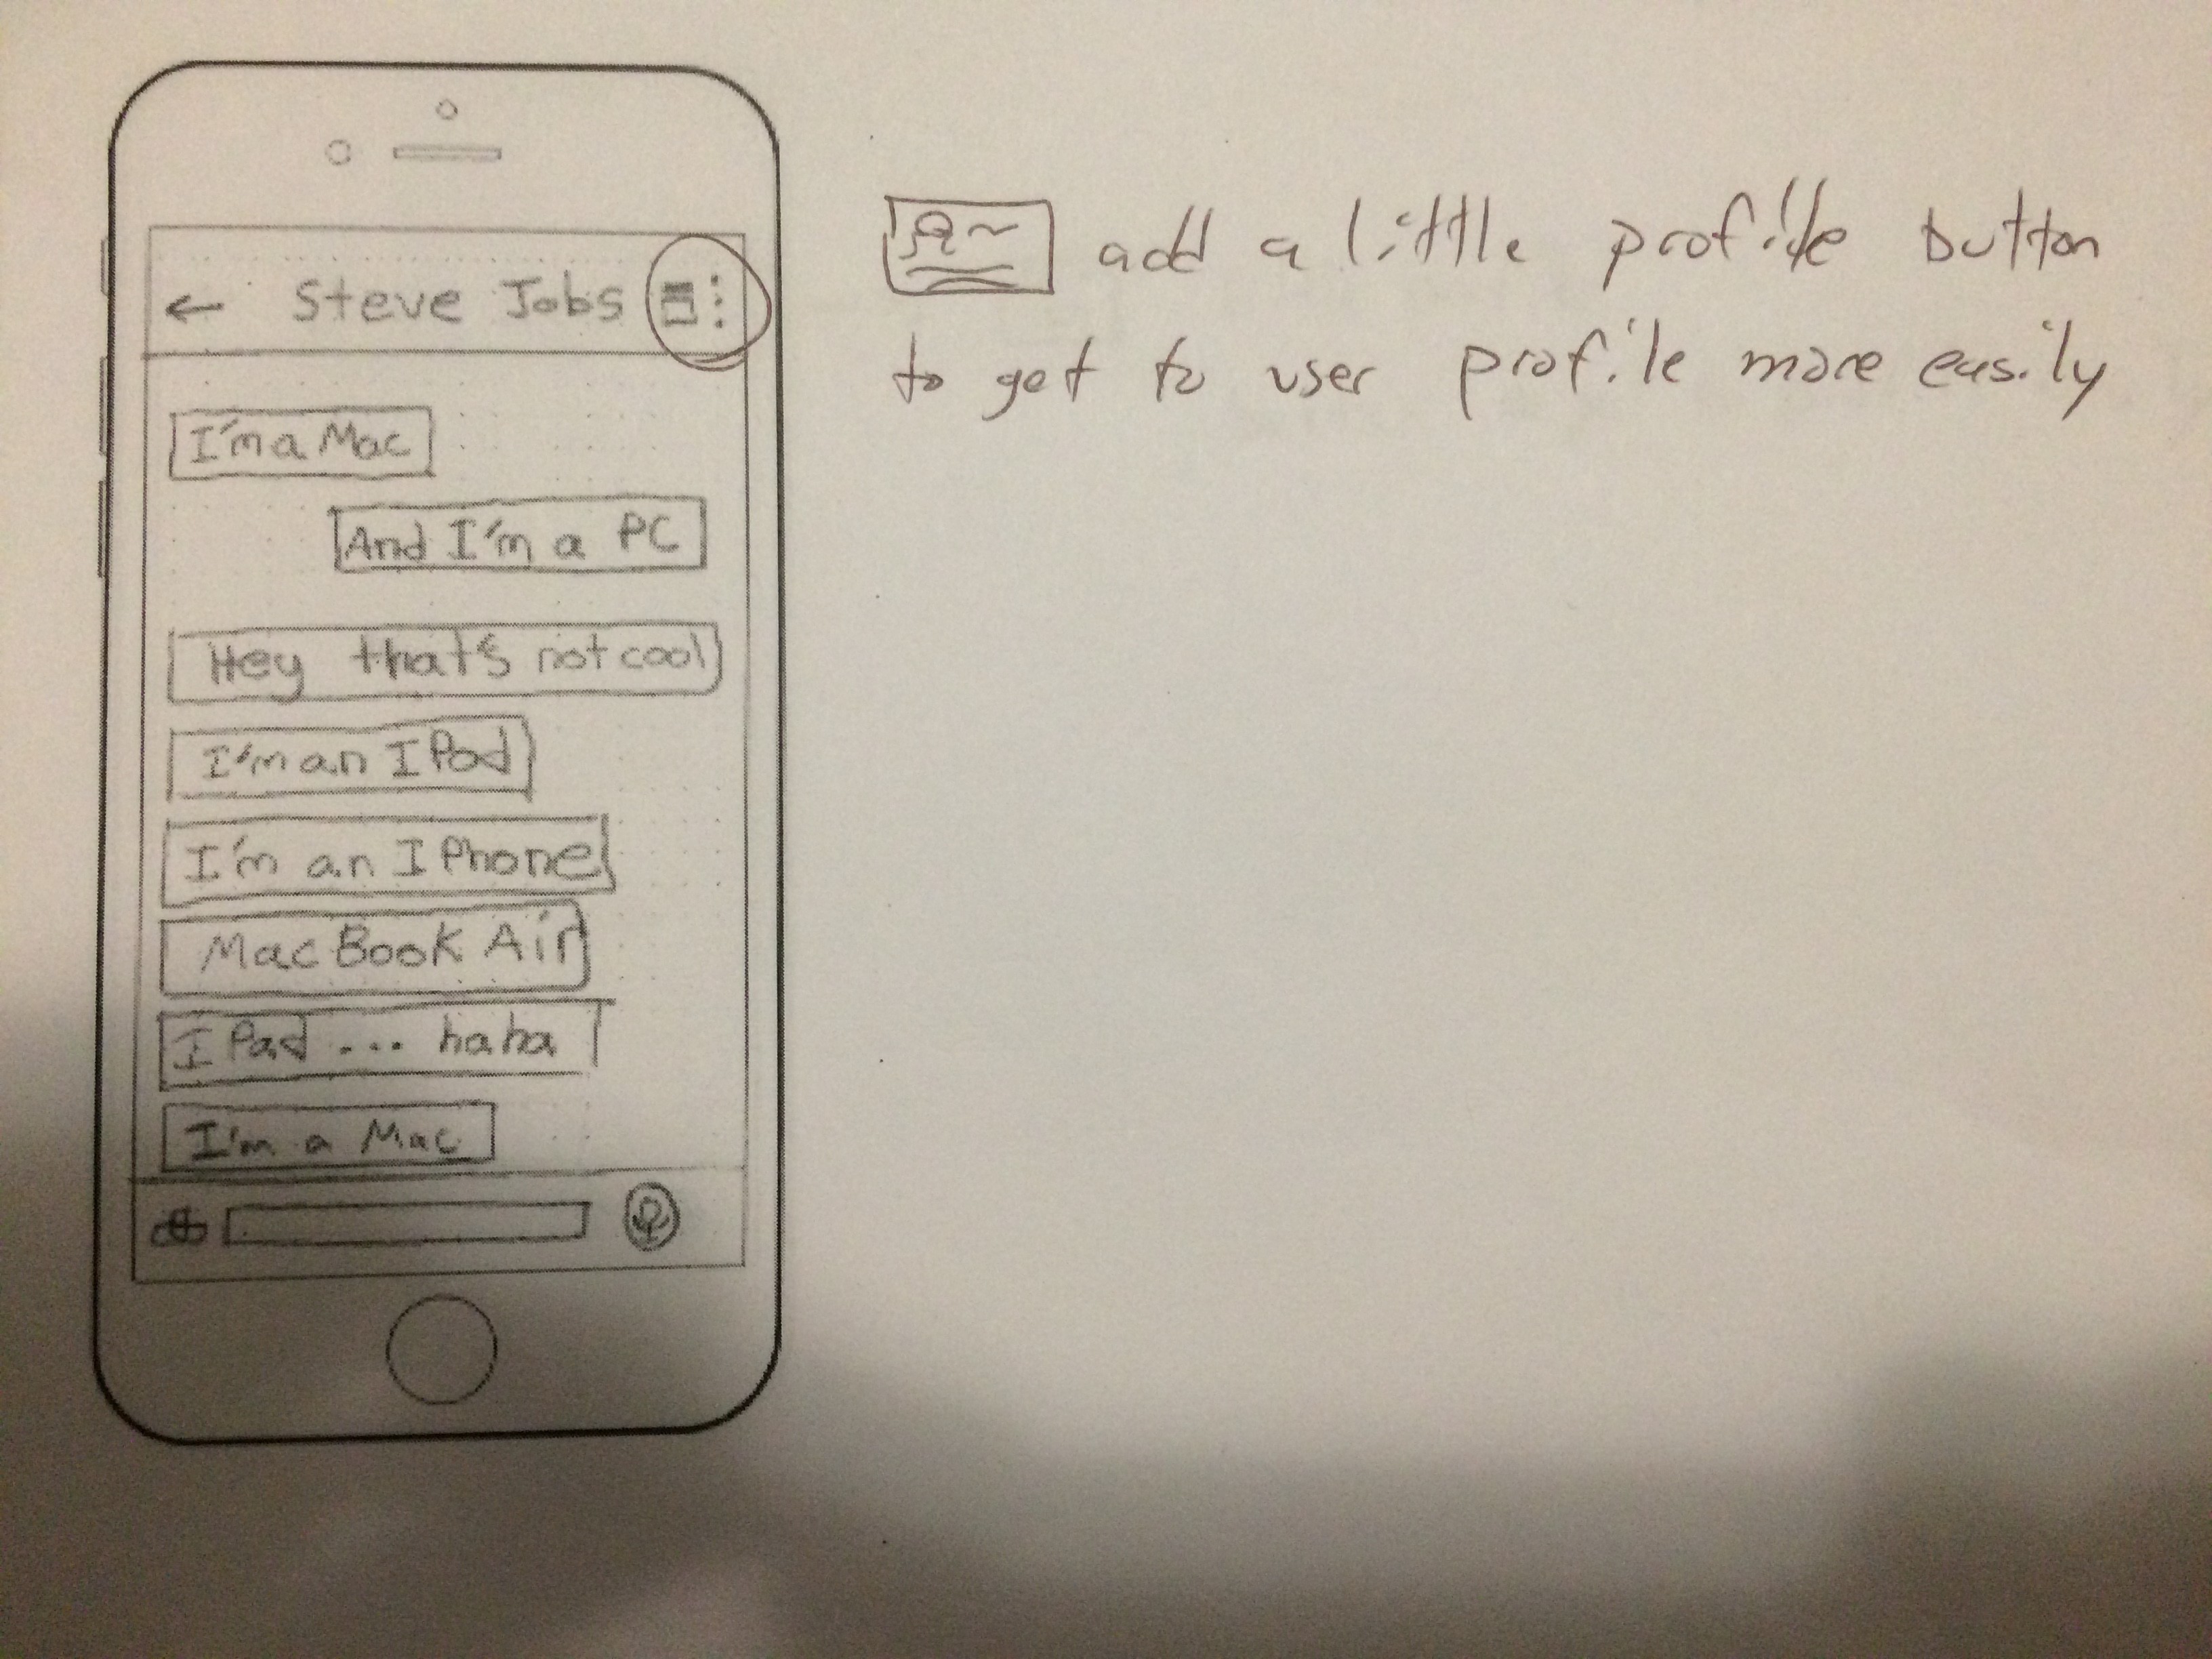 Steve Jobs
I'm a Mac
And I'm a PC
Hey that's not cool
I'm an IPod
I'm an IPhone
MacBook Air
IPad ... haha
I'm a Mac
add a little profile button
to get to user profile more easily